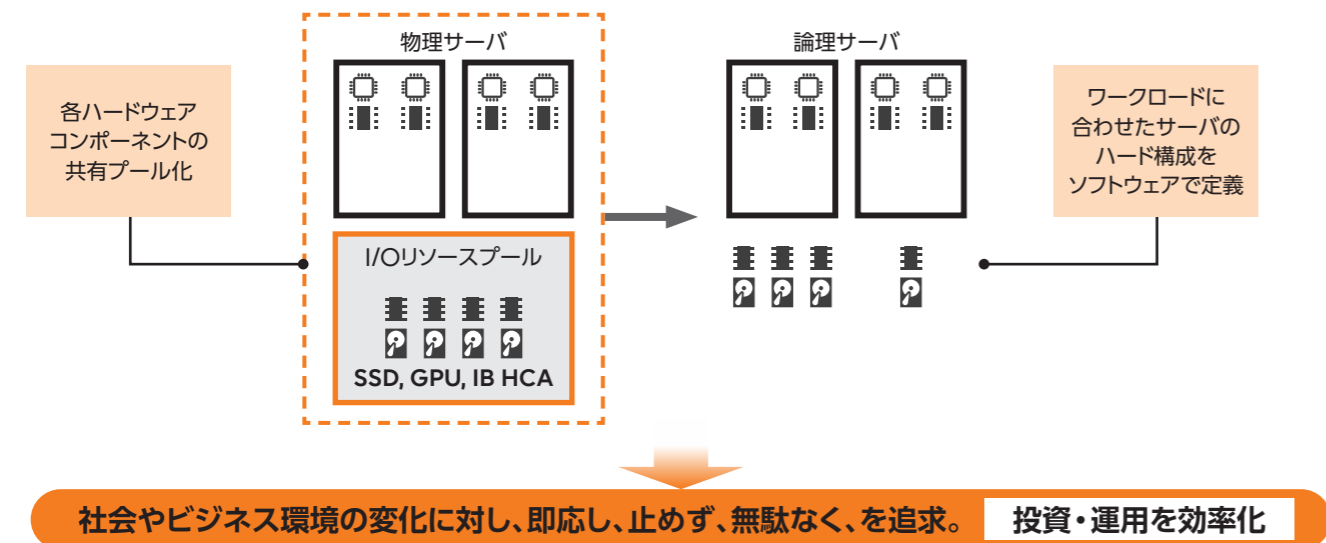 物理サーバ
論理サーバ
各ハードウェア
コンポーネントの
共有プール化
ワークロードに
合わせたサーバの
ハード構成を
ソフトウェアで定義
I/Oリソースプール
SSD, GPU, IB HCA
社会やビジネス環境の変化に対し、即応し、止めず、無駄なく、を追求。 投資・運用を効率化